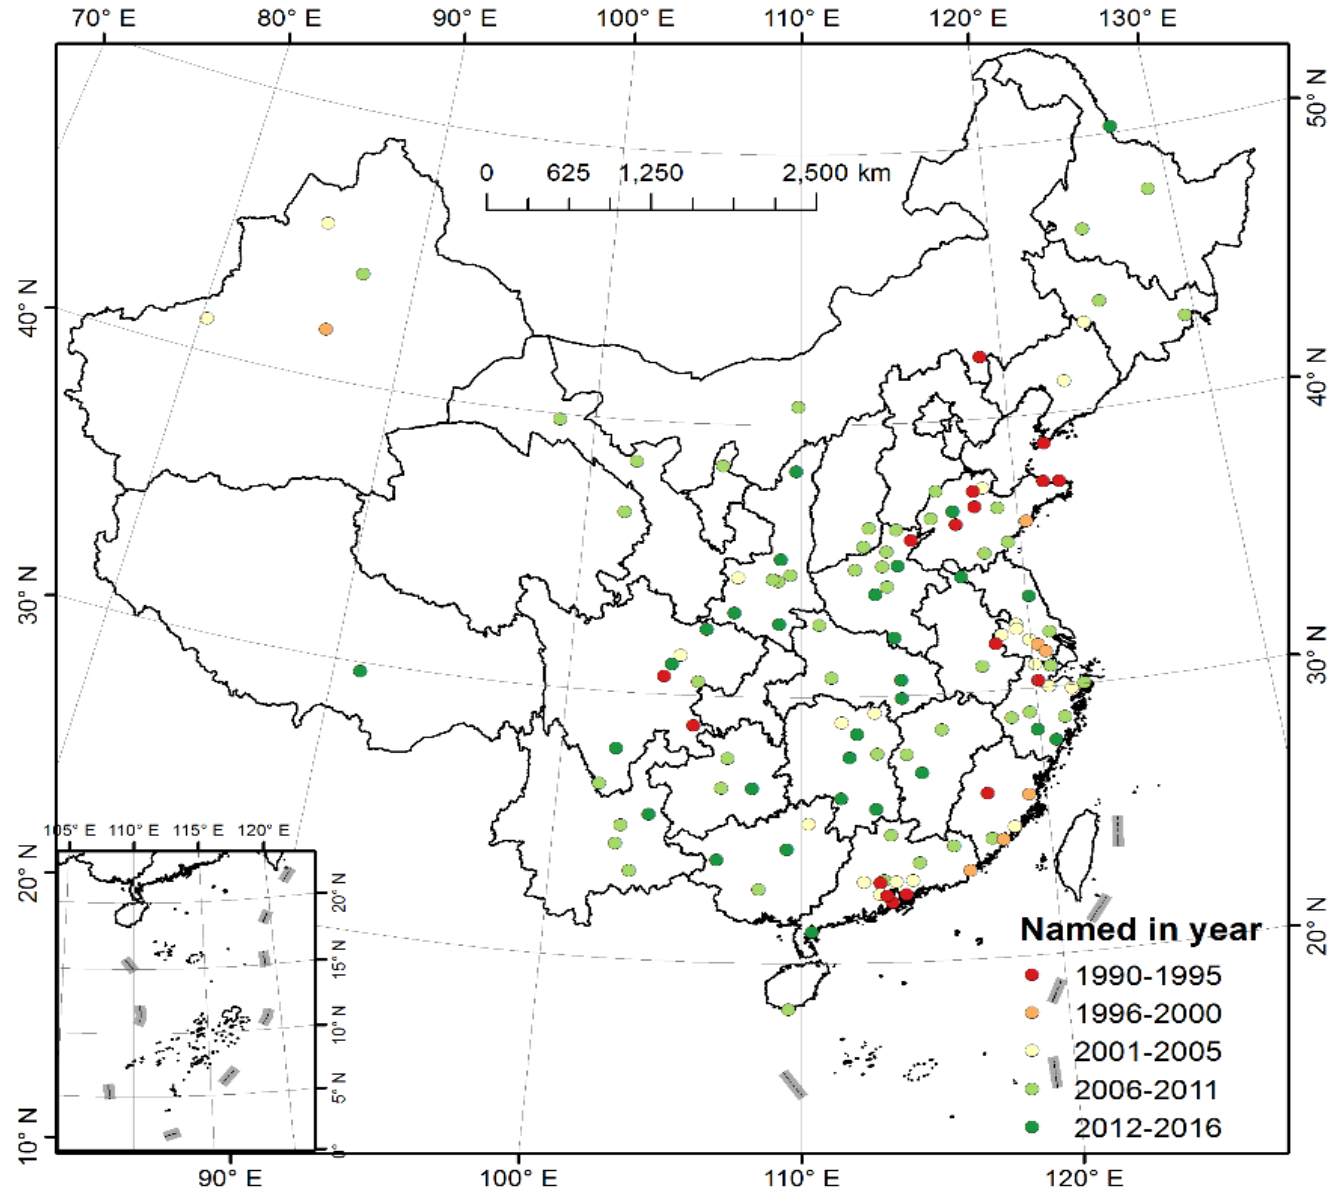 70° E 80° E 90° E 100° E 110° E 120° E 130° E
50° N
0 625 1,250 2,500 km
40° N
40° N
30° N
30° N
105° E 110° E 115° E 120° E
20° N
20° N
20° N
15° N
10° N
5° N
0°
10° N
Named in year
1990-1995
1996-2000
2001-2005
2006-2011
2012-2016
90° E 100° E 110° E 120° E